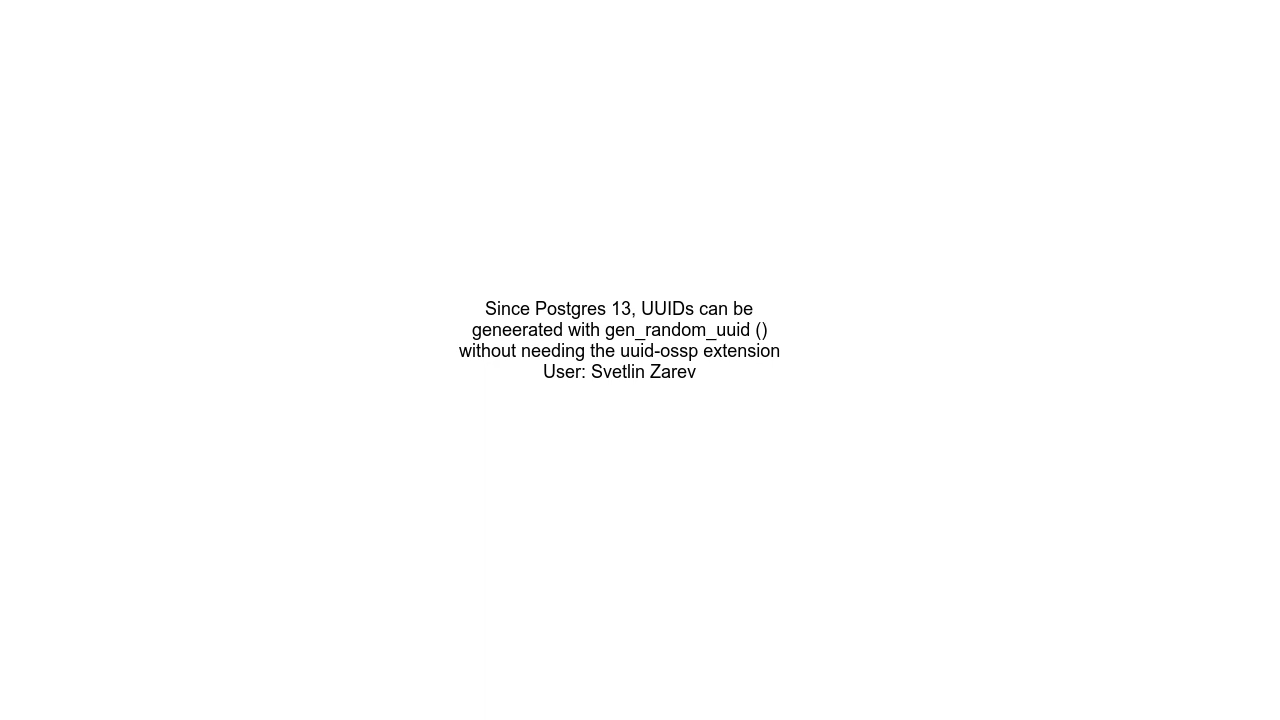 Since Postgres 13, UUIDs can be
geneerated with gen_random_uuid ()
without needing the uuid-ossp extension
User: Svetlin Zarev